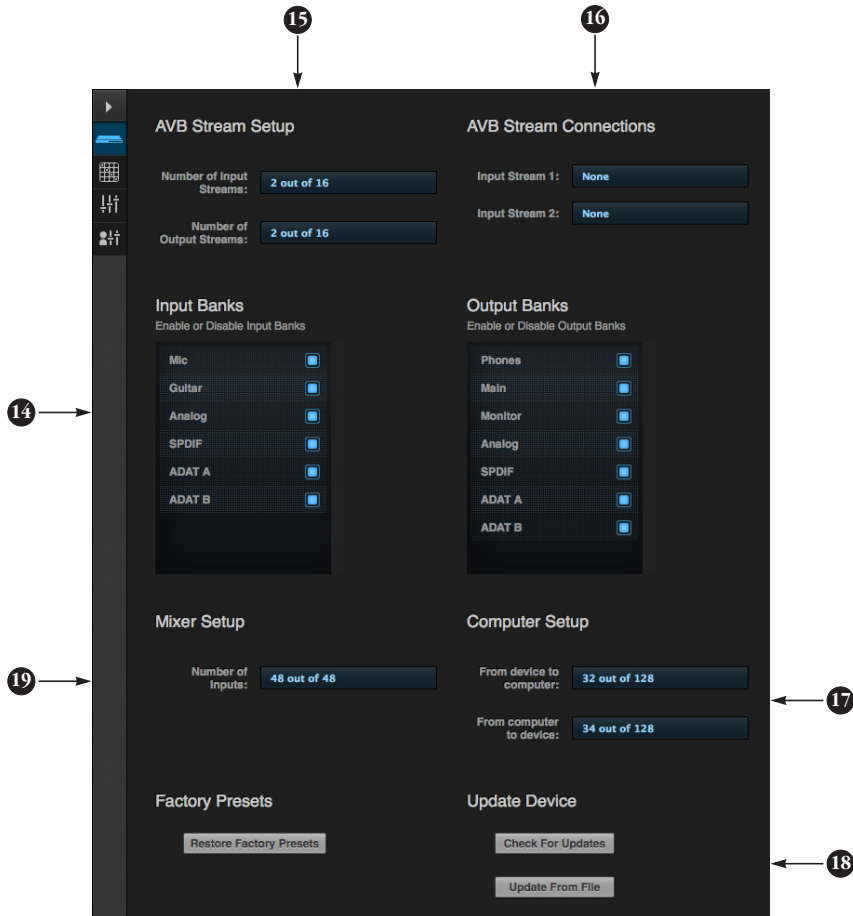 15
16
AVB Stream Setup
Number of Input
Streams:
2 out of 16
Number of
Output Streams:
2 out of 16
AVB Stream Connections
Input Stream 1:
None
Input Stream 2:
None
14
Input Banks
Enable or Disable Input Banks
Mic
Guitar
Analog
SPDIF
ADAT A
ADAT B
Output Banks
Enable or Disable Output Banks
Phones
Main
Monitor
Analog
SPDIF
ADAT A
ADAT B
19
Mixer Setup
Number of
Inputs:
48 out of 48
Computer Setup
From device to
computer:
32 out of 128
From computer
to device:
34 out of 128
17
Factory Presets
Restore Factory Presets
Update Device
Check For Updates
Update From File
18